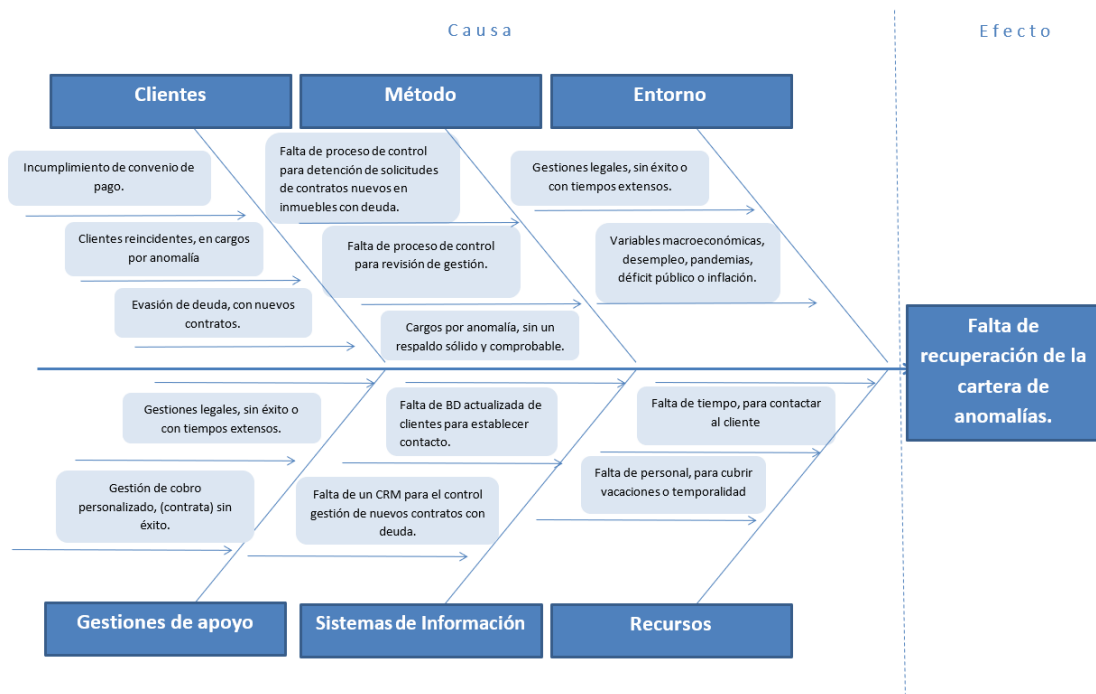 Causa
Efecto
Clientes
Método
Entorno
Incumplimiento de convenio de
pago.
Clientes reincidentes, en cargos
por anomalía
Evasión de deuda, con nuevos
contratos.
Falta de proceso de control
para detención de solicitudes
de contratos nuevos en
inmuebles con deuda.
Falta de proceso de control
para revisión de gestión.
Cargos por anomalía, sin un
respaldo sólido y comprobable.
Gestiones legales, sin éxito o
con tiempos extensos.
Variables macroeconómicas,
desempleo, pandemias,
déficit público o inflación.
Falta de
recuperación de la
cartera de
anomalías.
Gestiones legales, sin éxito o
con tiempos extensos.
Gestión de cobro
personalizado, (contrata) sin
éxito.
Falta de BD actualizada de
clientes para establecer
contacto.
Falta de un CRM para el control
gestión de nuevos contratos con
deuda.
Falta de tiempo, para contactar
al cliente
Falta de personal, para cubrir
vacaciones o temporalidad
Gestiones de apoyo
Sistemas de Información
Recursos